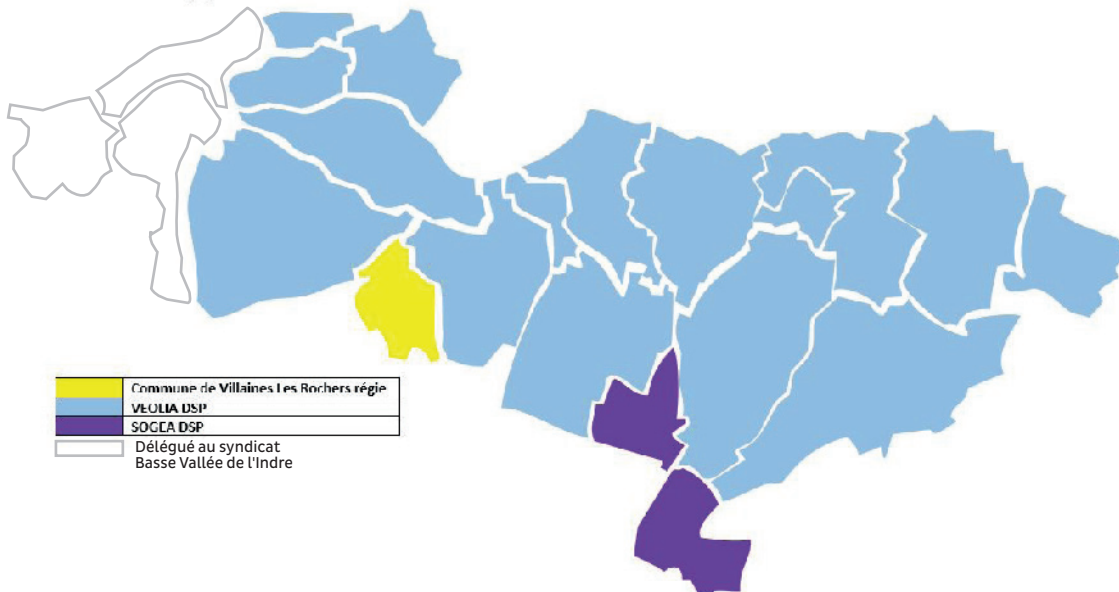 Commune de Villaines Les Rochers régie
VEOLIA DSP
SOGEA DSP
Délégué au syndicat
Basse Vallée de l'Indre